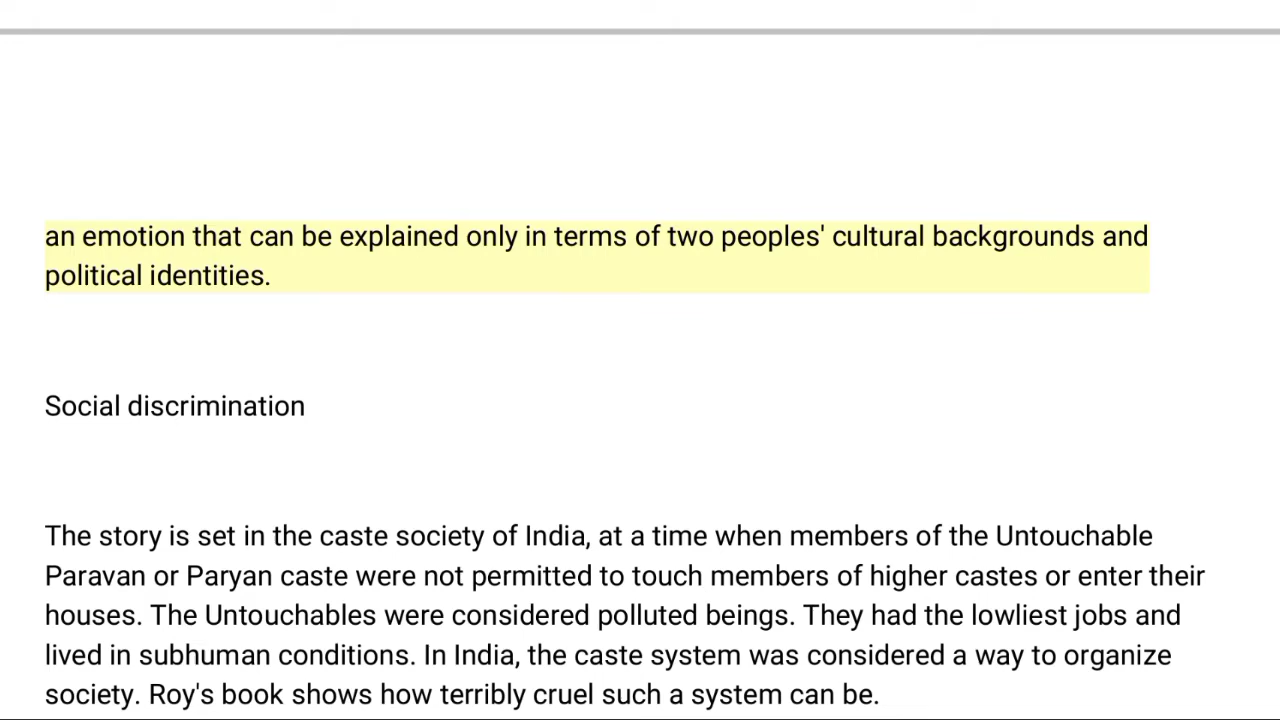 an emotion that can be explained only in terms of two peoples' cultural backgrounds and
political identities.
Social discrimination
The story is set in the caste society of India, at a time when members of the Untouchable
Paravan or Paryan caste were not permitted to touch members of higher castes or enter their
houses. The Untouchables were considered polluted beings. They had the lowliest jobs and
lived in subhuman conditions. In India, the caste system was considered a way to organize
society. Roy's book shows how terribly cruel such a system can be.